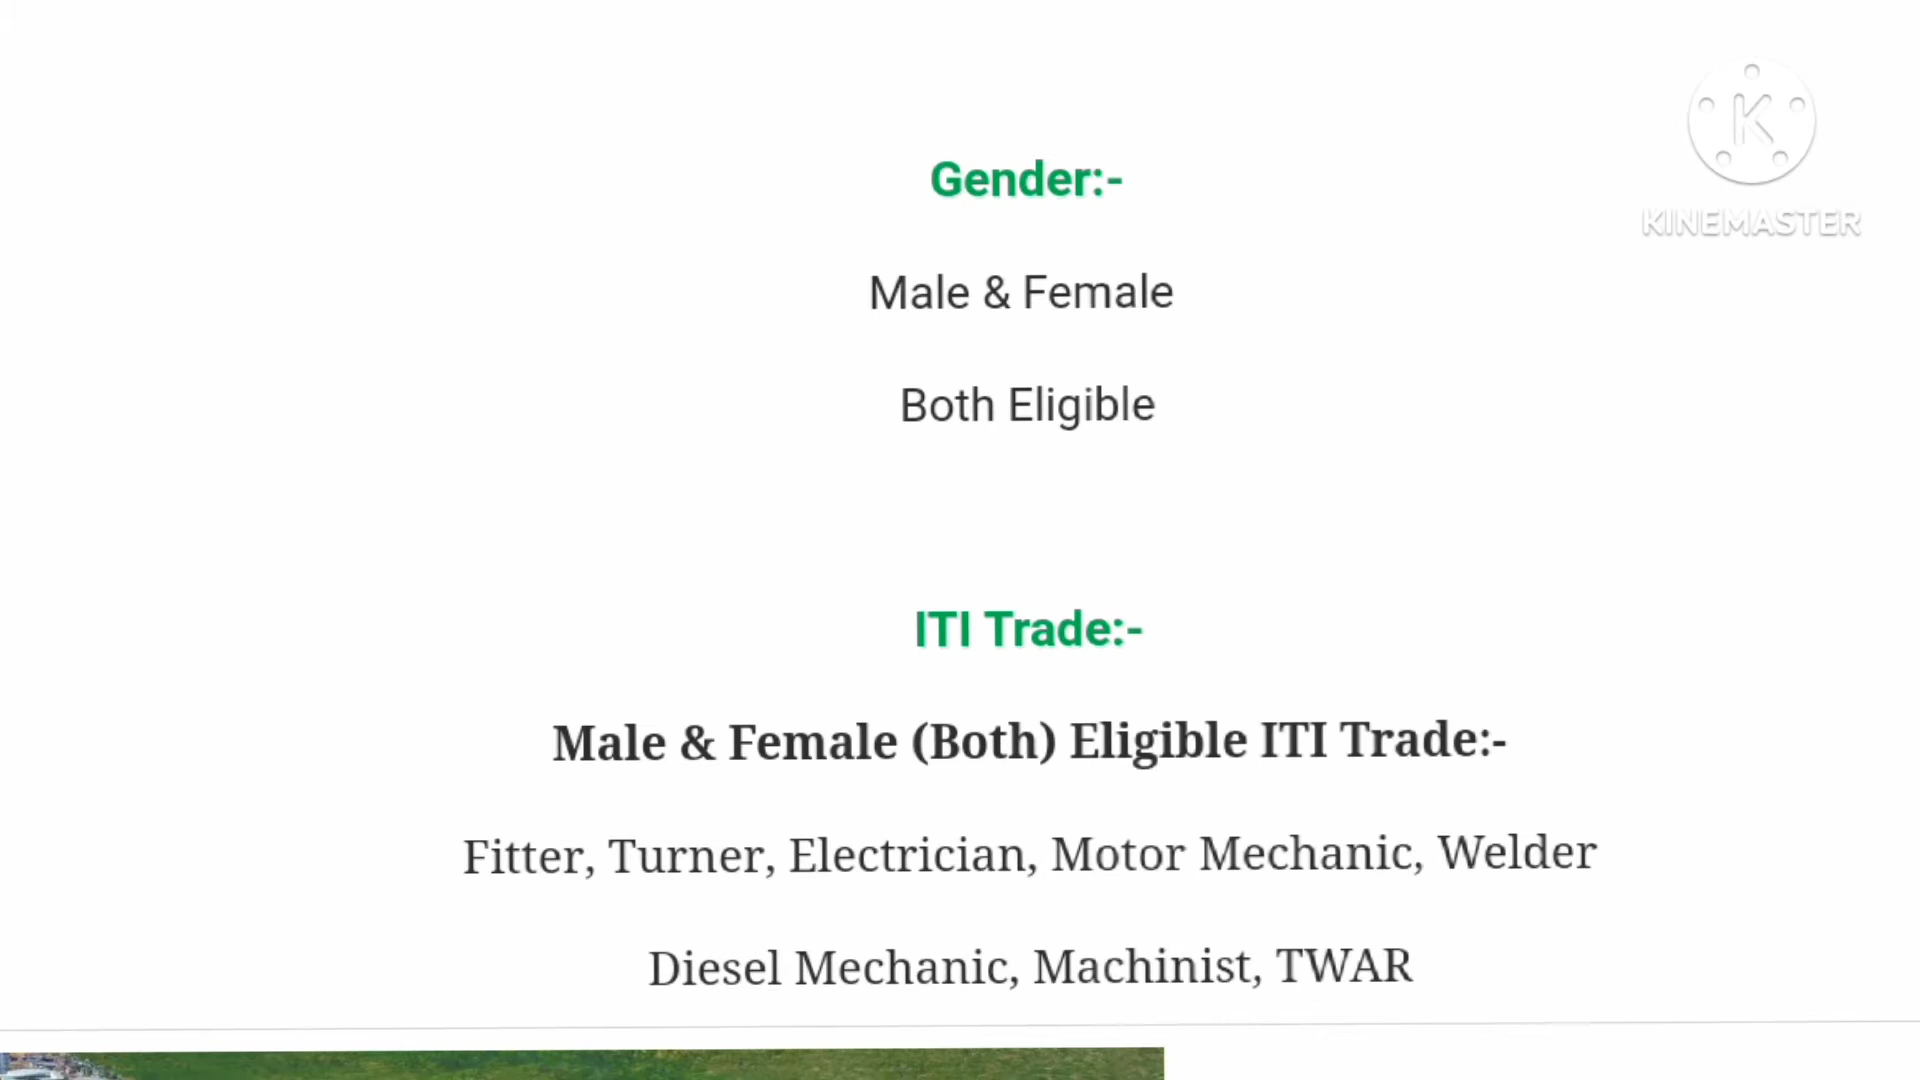 K
KINEMASTER
Gender:-
Male & Female
Both Eligible
ITI Trade:-
Male & Female (Both) Eligible ITI Trade:-
Fitter, Turner, Electrician, Motor Mechanic, Welder
Diesel Mechanic, Machinist, TWAR